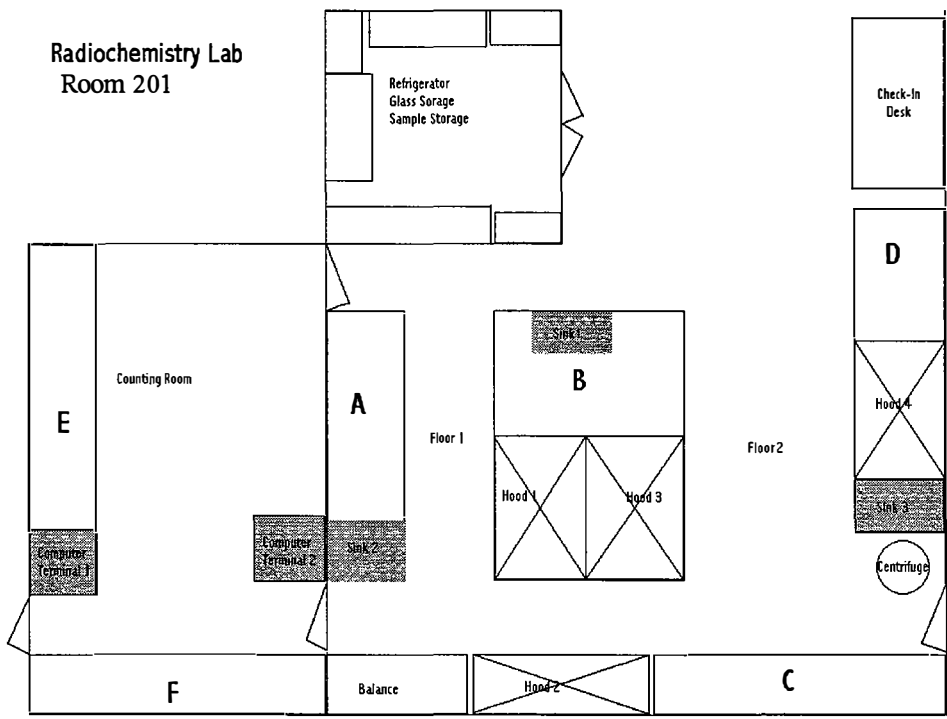 Radiochemistry Lab
Room 201
Refrigerator
Glass Sorage
Sample Storage
Check-In
Desk
D
Sink 1
B
Counting Room
A
E
Floor 1
Floor2
Hood 4
Hood 1
Hood 3
Sink 3
Computer
Terminal 1
Computer
Terminal 2
Sink 2
Centrifuge
F
Balance
Hood 2
C